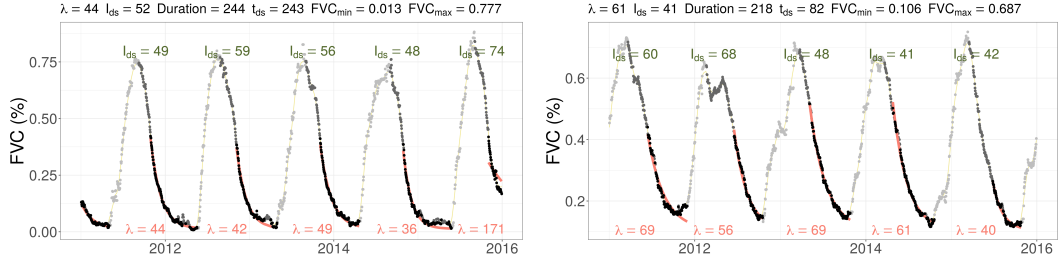 λ = 44 I_ds = 52 Duration = 244 t_ds = 243 FVC_min = 0.013 FVC_max = 0.777
I_ds = 49 I_ds = 59 I_ds = 56 I_ds = 48 I_ds = 74
0.75
0.50
0.25
0.00
FVC (%)
λ = 44 λ = 42 λ = 49 λ = 36 λ = 171
2012 2014 2016
λ = 61 I_ds = 41 Duration = 218 t_ds = 82 FVC_min = 0.106 FVC_max = 0.687
I_ds = 60 I_ds = 68 I_ds = 48 I_ds = 41 I_ds = 42
0.6
0.4
0.2
FVC (%)
λ = 69 λ = 56 λ = 69 λ = 61 λ = 40
2012 2014 2016